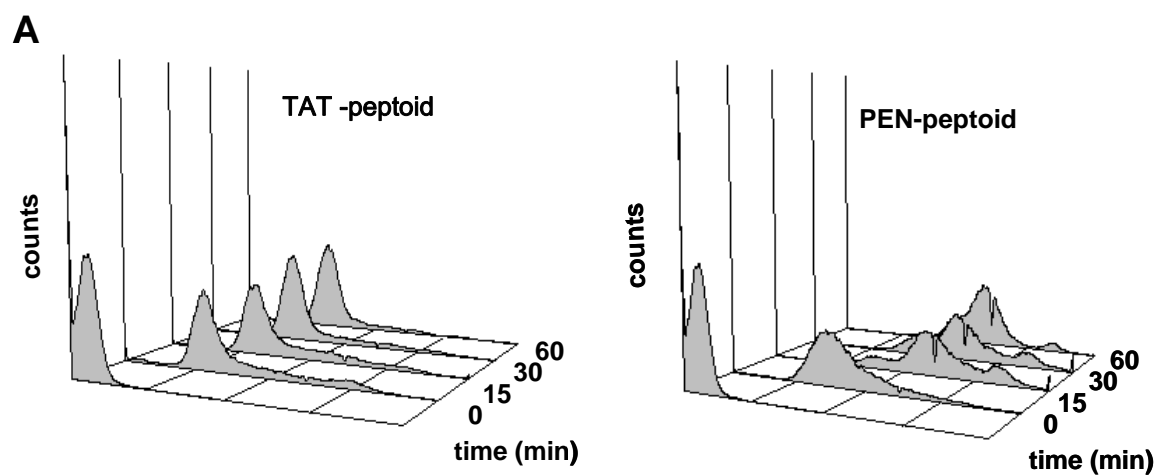 A
TAT -peptoid
counts
0
15
30
60
time (min)
PEN-peptoid
counts
0
15
30
60
time (min)